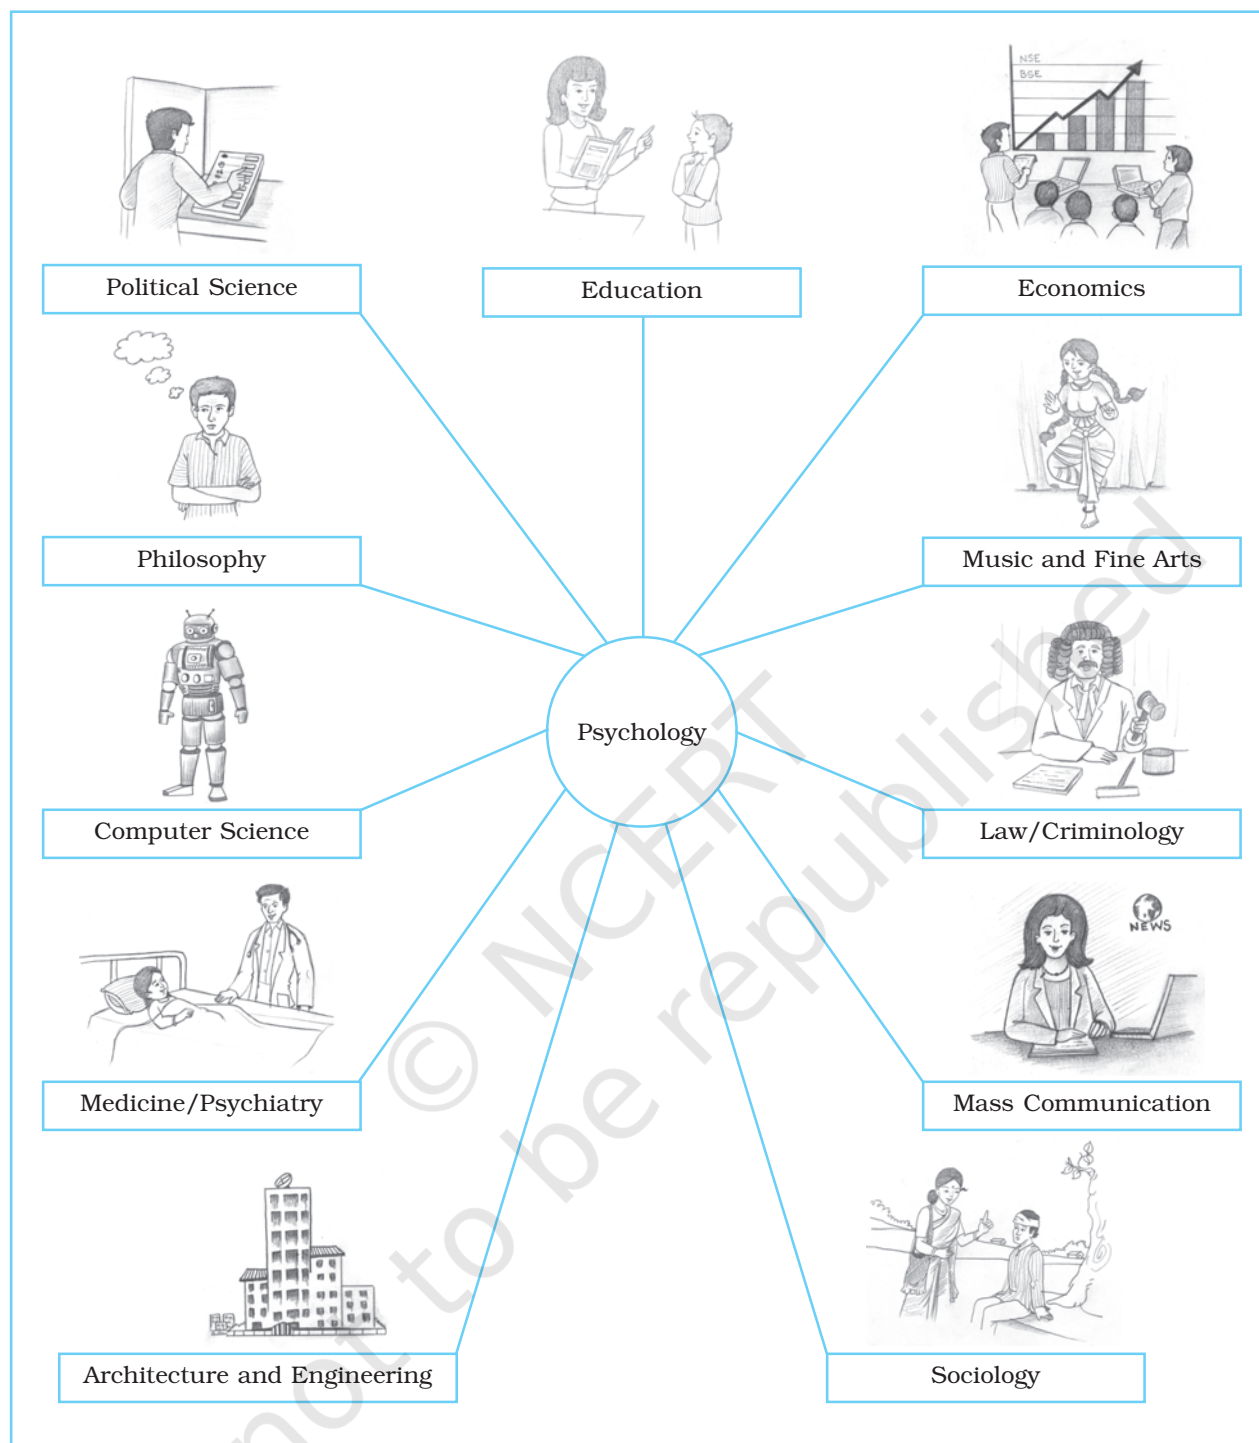 NSE
BSE
Political Science
Education
Economics
Philosophy
Music and Fine Arts
Psychology
Computer Science
Law/Criminology
NEWS
Medicine/Psychiatry
Mass Communication
Architecture and Engineering
Sociology
© NCERT
not to be republished